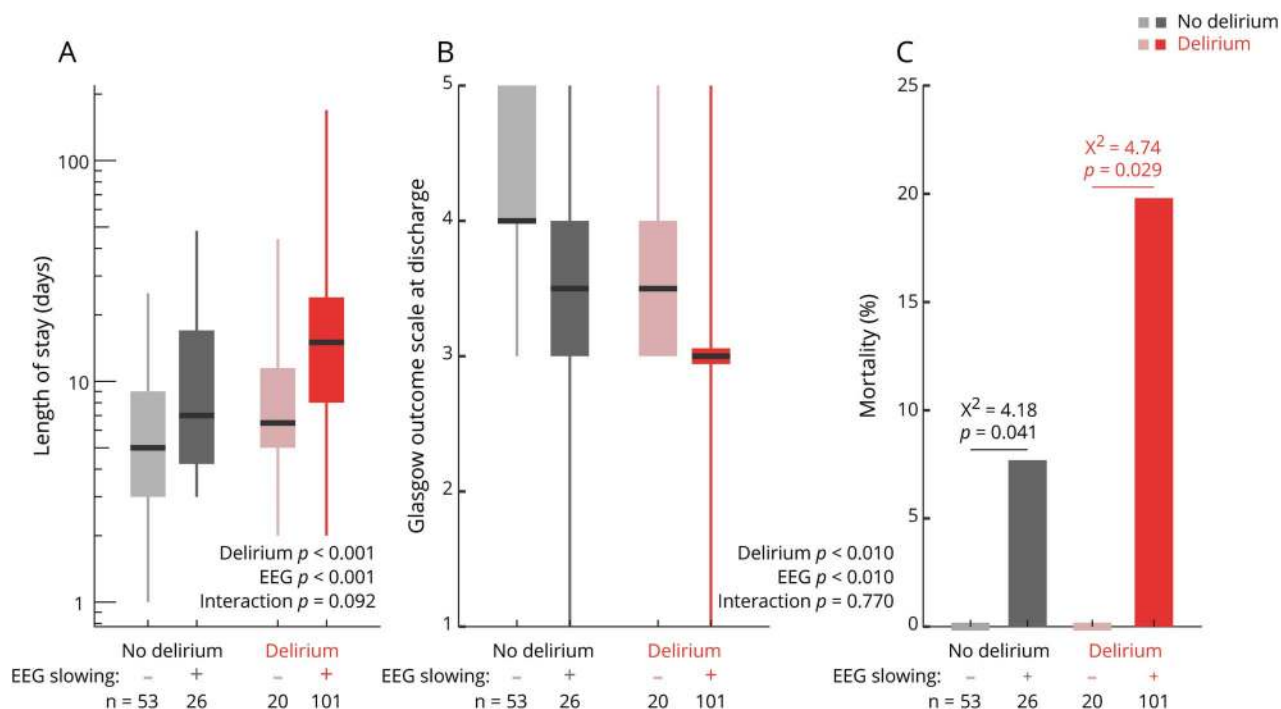 No delirium
Delirium
A
B
C
Length of stay (days)
100
10
1
Delirium p < 0.001
EEG p < 0.001
Interaction p = 0.092
No delirium
Delirium
EEG slowing:
–
+
–
+
n = 53
26
20
101
Glasgow outcome scale at discharge
5
4
3
2
1
Delirium p < 0.010
EEG p < 0.010
Interaction p = 0.770
No delirium
Delirium
EEG slowing:
–
+
–
+
n = 53
26
20
101
Mortality (%)
25
20
15
10
5
0
X² = 4.18
p = 0.041
X² = 4.74
p = 0.029
No delirium
Delirium
EEG slowing:
–
+
–
+
n = 53
26
20
101